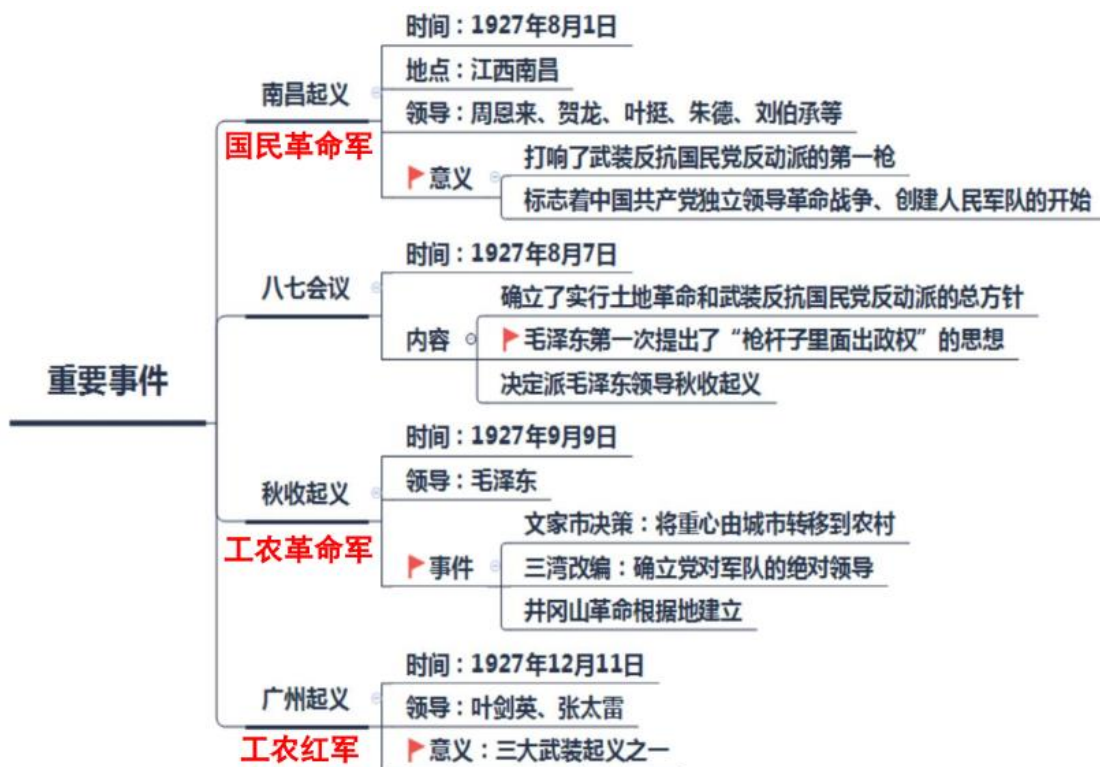 重要事件
南昌起义
国民革命军
时间：1927年8月1日
地点：江西南昌
领导：周恩来、贺龙、叶挺、朱德、刘伯承等
意义
打响了武装反抗国民党反动派的第一枪
标志着中国共产党独立领导革命战争、创建人民军队的开始
八七会议
时间：1927年8月7日
内容
确立了实行土地革命和武装反抗国民党反动派的总方针
毛泽东第一次提出了“枪杆子里面出政权”的思想
决定派毛泽东领导秋收起义
秋收起义
工农革命军
时间：1927年9月9日
领导：毛泽东
事件
文家市决策：将重心由城市转移到农村
三湾改编：确立党对军队的绝对领导
井冈山革命根据地建立
广州起义
工农红军
时间：1927年12月11日
领导：叶剑英、张太雷
意义：三大武装起义之一